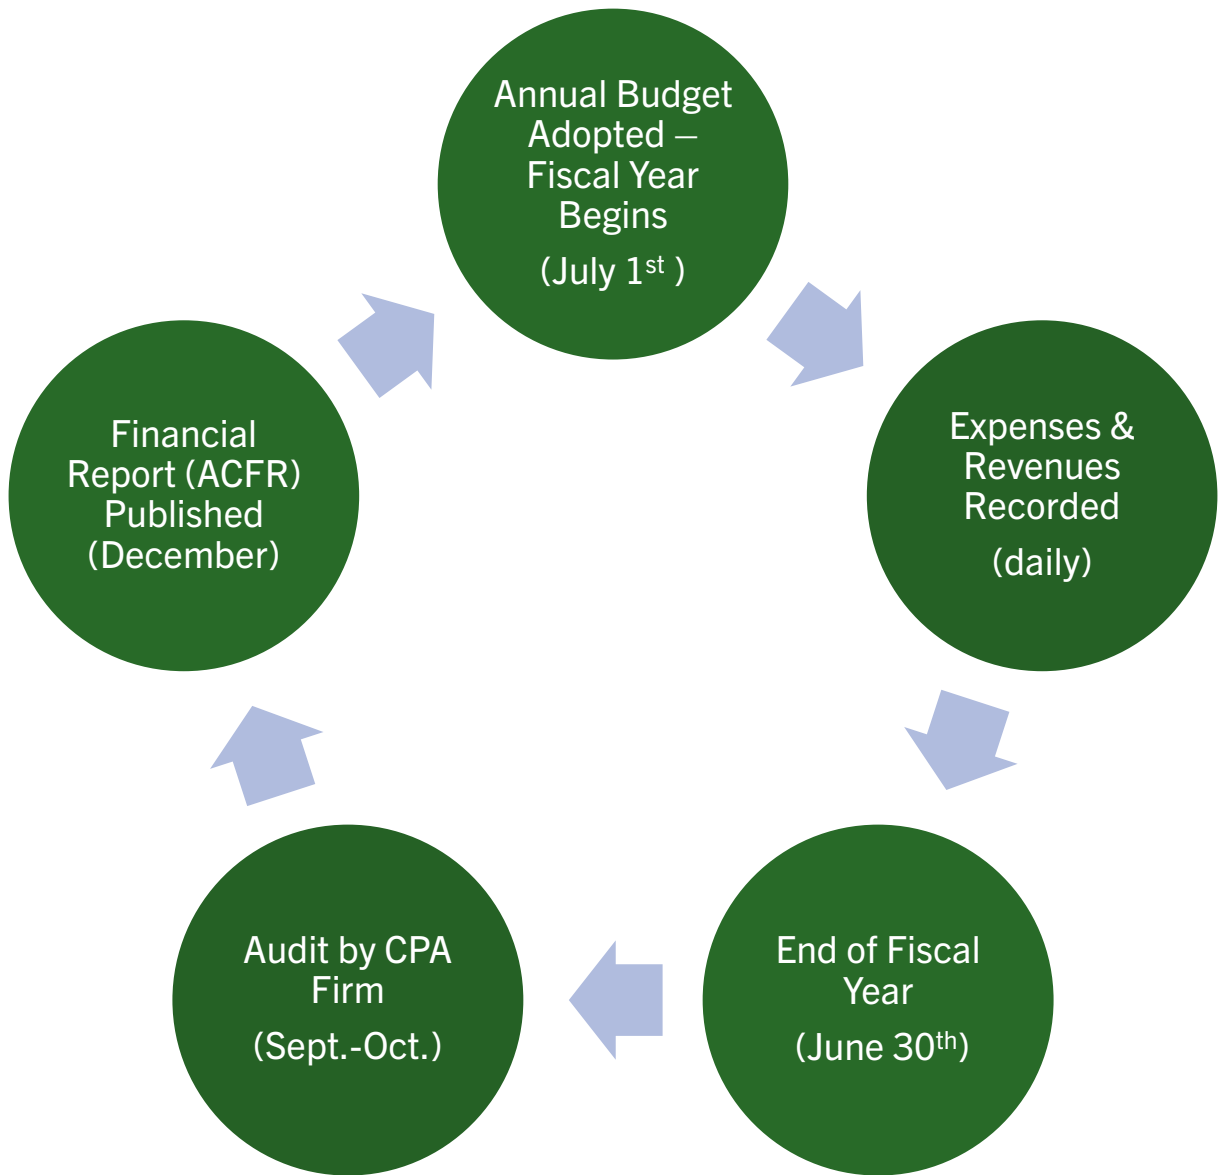 Annual Budget
Adopted –
Fiscal Year
Begins
(July 1st )
Expenses &
Revenues
Recorded
(daily)
End of Fiscal
Year
(June 30th)
Audit by CPA
Firm
(Sept.-Oct.)
Financial
Report (ACFR)
Published
(December)